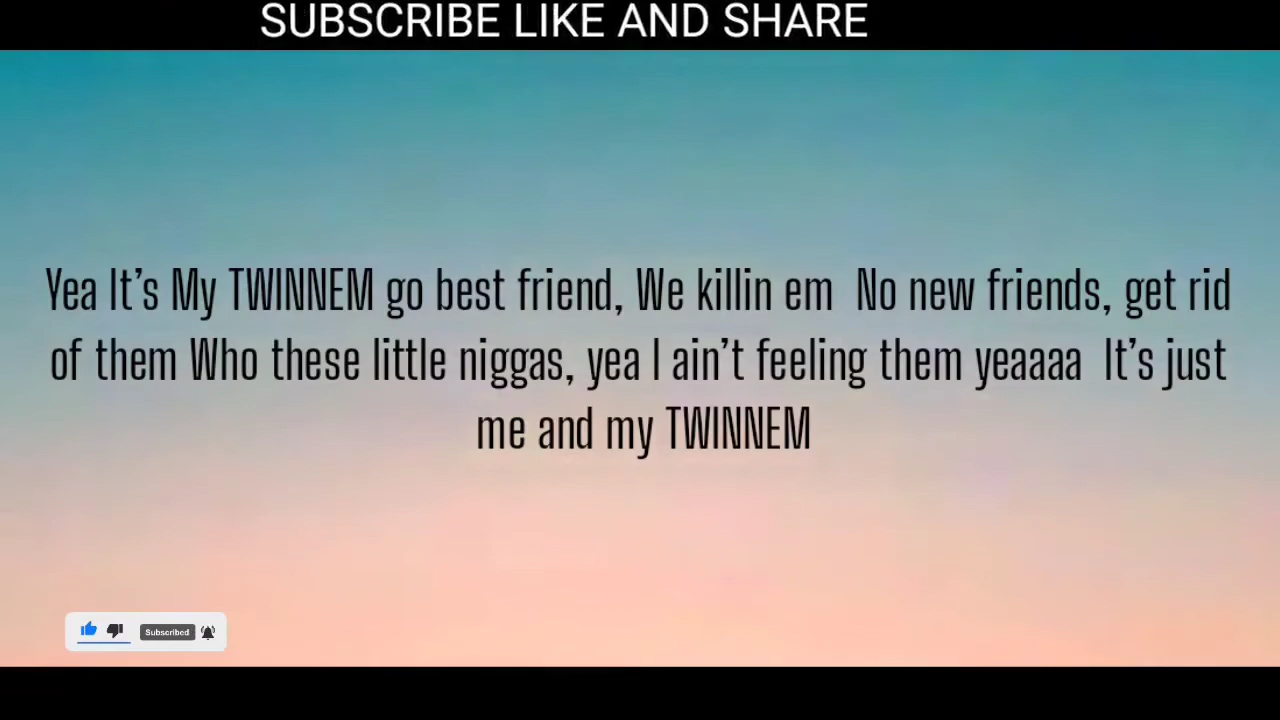 SUBSCRIBE LIKE AND SHARE
Yea It’s My TWINNEM go best friend, We killin em  No new friends, get rid
of them Who these little niggas, yea I ain’t feeling them yeaaaa  It’s just
me and my TWINNEM
Subscribed